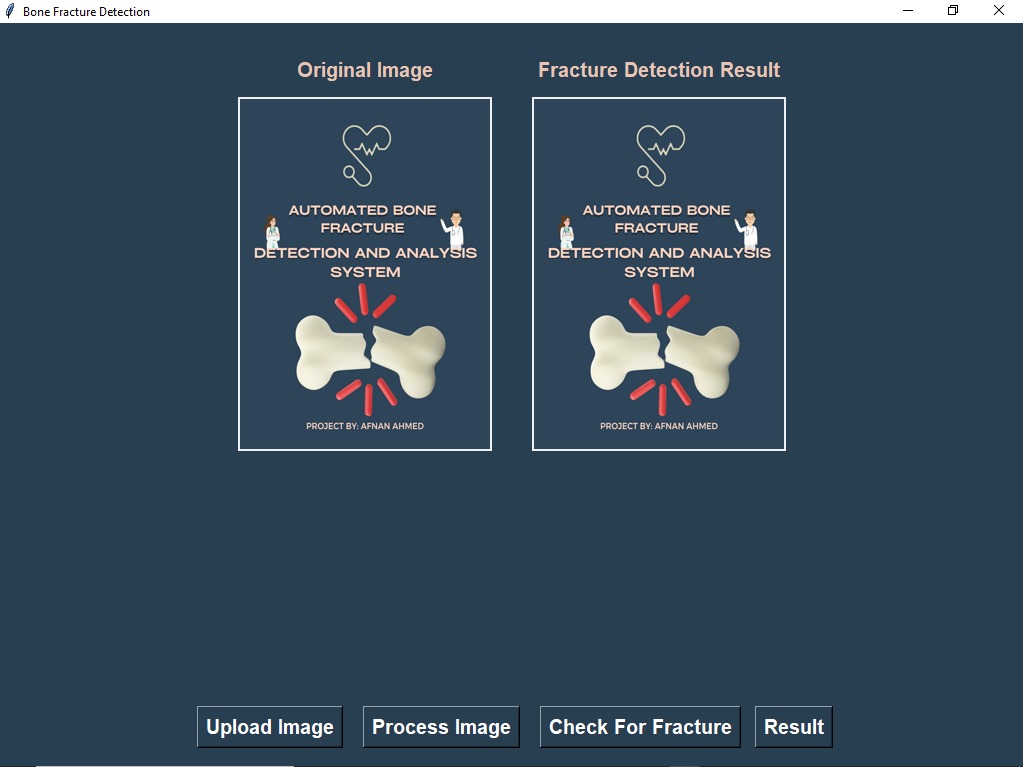 Bone Fracture Detection
Original Image
Fracture Detection Result
AUTOMATED BONE
FRACTURE
DETECTION AND ANALYSIS
SYSTEM
PROJECT BY: AFNAN AHMED
AUTOMATED BONE
FRACTURE
DETECTION AND ANALYSIS
SYSTEM
PROJECT BY: AFNAN AHMED
Upload Image
Process Image
Check For Fracture
Result